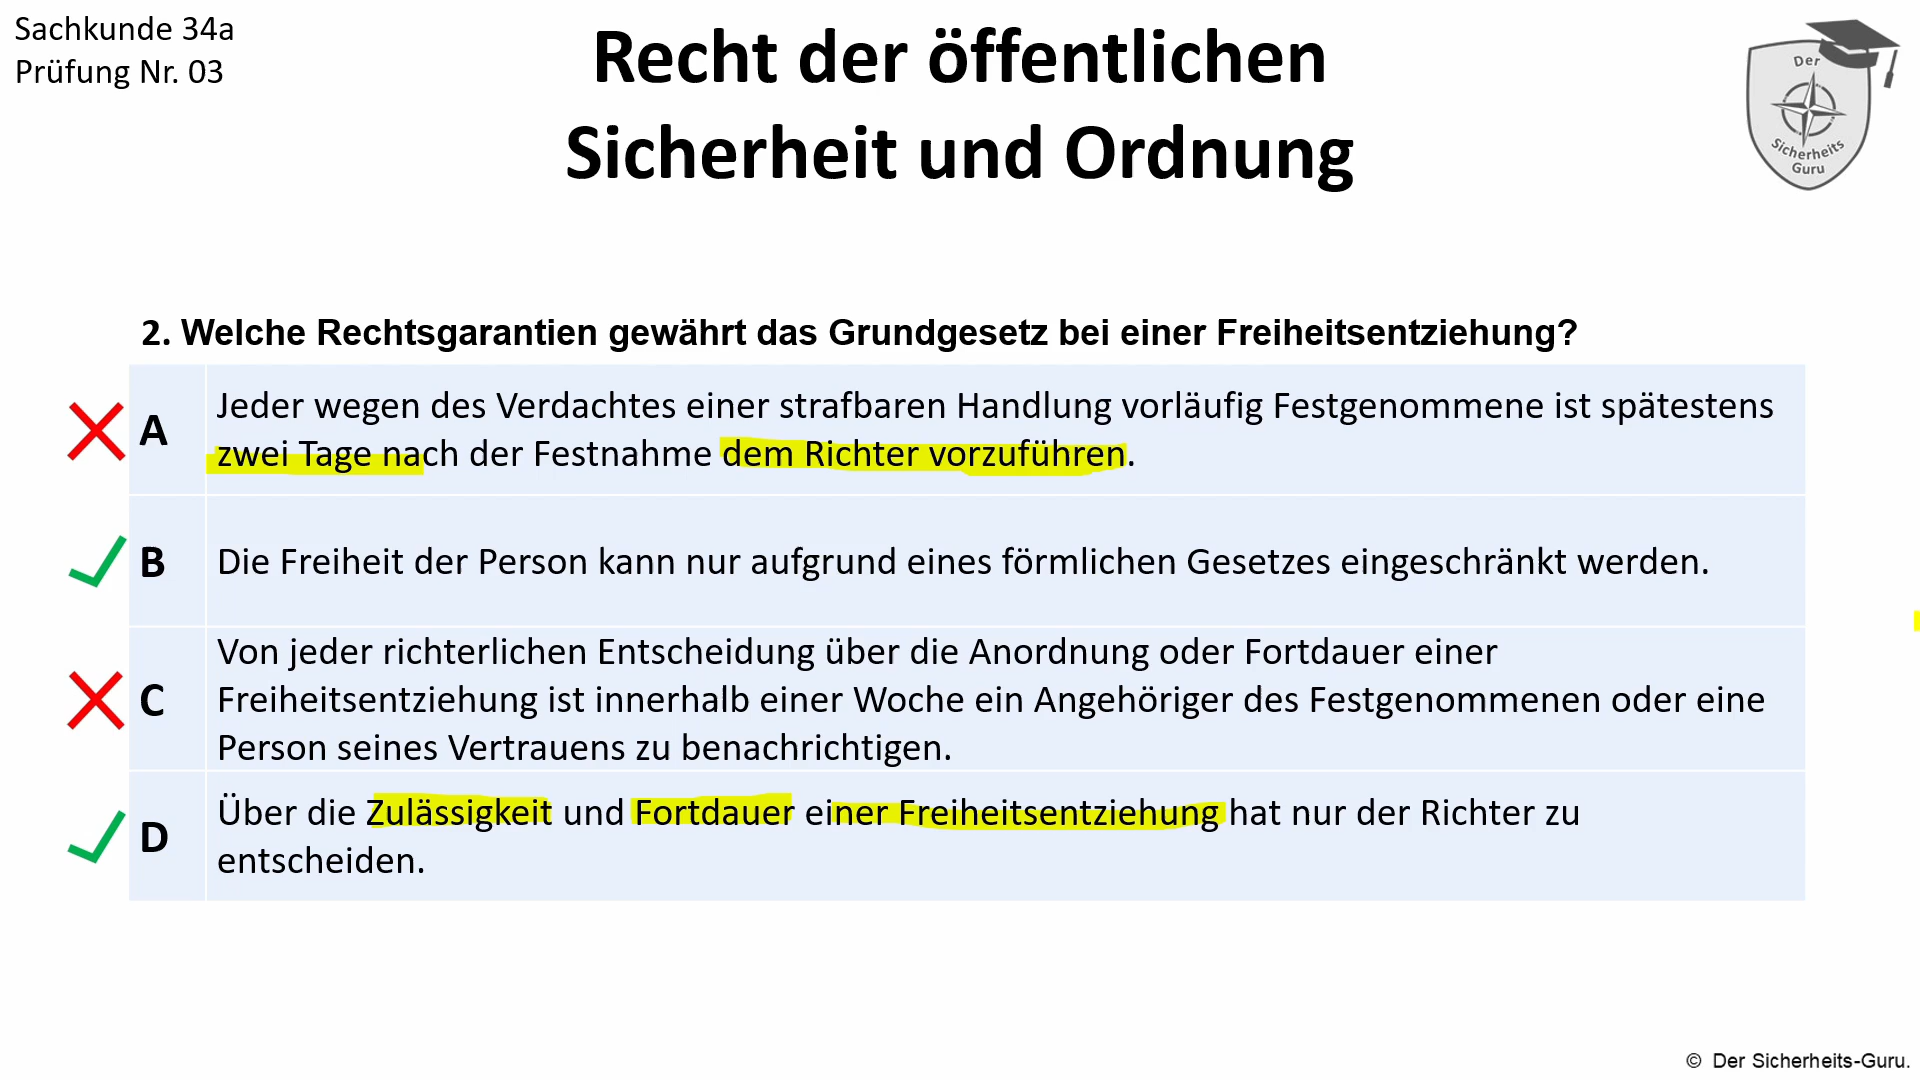 Sachkunde 34a
Prüfung Nr. 03
Recht der öffentlichen
Sicherheit und Ordnung
Der
Sicherheits
Guru
2. Welche Rechtsgarantien gewährt das Grundgesetz bei einer Freiheitsentziehung?
A
Jeder wegen des Verdachtes einer strafbaren Handlung vorläufig Festgenommene ist spätestens
zwei Tage nach der Festnahme dem Richter vorzuführen.
B
Die Freiheit der Person kann nur aufgrund eines förmlichen Gesetzes eingeschränkt werden.
C
Von jeder richterlichen Entscheidung über die Anordnung oder Fortdauer einer
Freiheitsentziehung ist innerhalb einer Woche ein Angehöriger des Festgenommenen oder eine
Person seines Vertrauens zu benachrichtigen.
D
Über die Zulässigkeit und Fortdauer einer Freiheitsentziehung hat nur der Richter zu
entscheiden.
© Der Sicherheits-Guru.